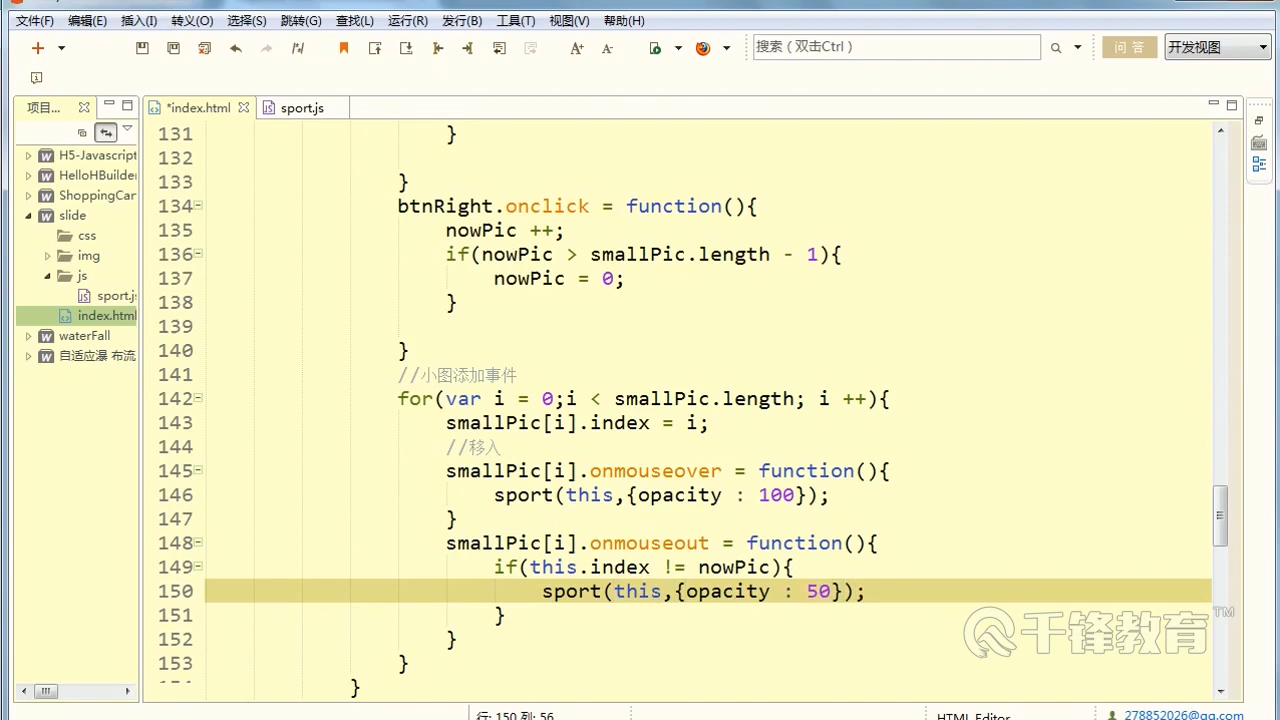 文件(F) 编辑(E) 插入(I) 转义(O) 选择(S) 跳转(G) 查找(L) 运行(R) 发行(B) 工具(T) 视图(V) 帮助(H)
搜索（双击Ctrl）
问 答
开发视图
项目...
*index.html
sport.js
H5-Javascript
HelloHBuilde
ShoppingCar
slide
css
img
js
sport.js
index.html
waterFall
自适应瀑 布流
131 }
132
133 }
134 btnRight.onclick = function(){
135 nowPic ++;
136 if(nowPic > smallPic.length - 1){
137 nowPic = 0;
138 }
139
140 }
141 //小图添加事件
142 for(var i = 0;i < smallPic.length; i ++){
143 smallPic[i].index = i;
144 //移入
145 smallPic[i].onmouseover = function(){
146 sport(this,{opacity : 100});
147 }
148 smallPic[i].onmouseout = function(){
149 if(this.index != nowPic){
150 sport(this,{opacity : 50});
151 }
152 }
153 }
}
千锋教育™
行: 150 列: 56
HTML Editor
278852026@qq.com